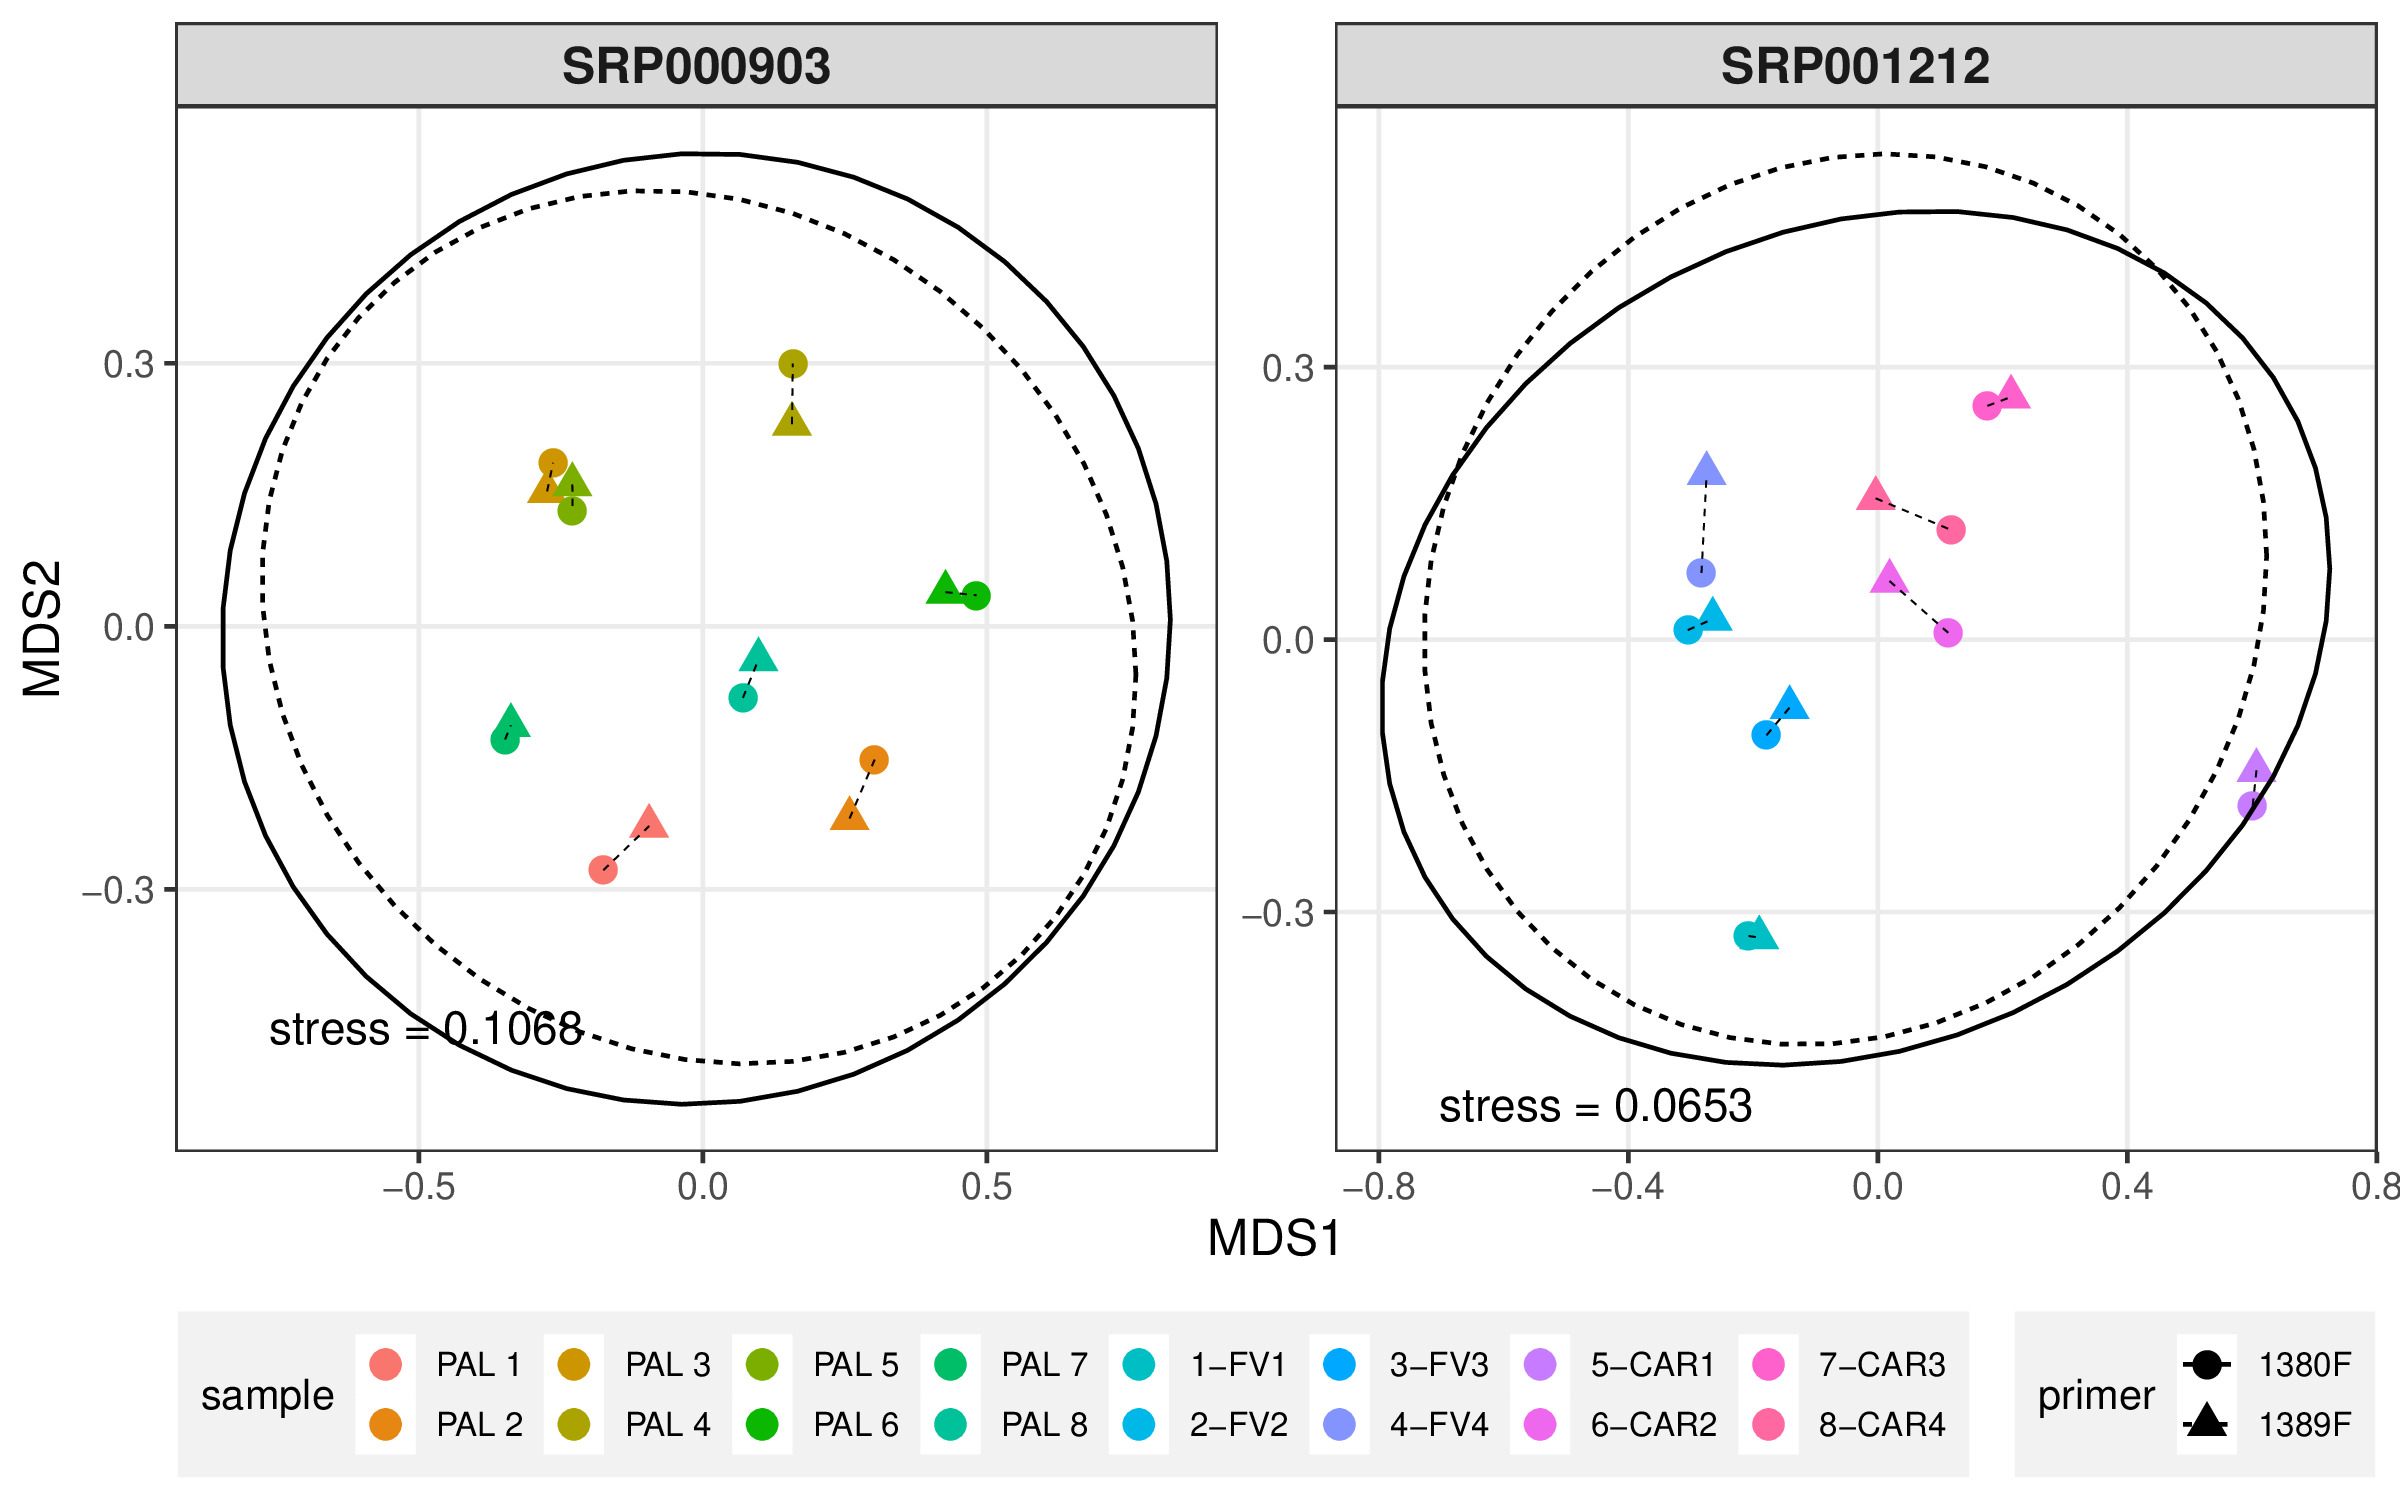 SRP000903
SRP001212
MDS2
0.3
0.0
−0.3
0.3
0.0
−0.3
stress = 0.1068
stress = 0.0653
−0.5
0.0
0.5
−0.8
−0.4
0.0
0.4
0.8
MDS1
sample
PAL 1
PAL 3
PAL 5
PAL 7
1−FV1
3−FV3
5−CAR1
7−CAR3
PAL 2
PAL 4
PAL 6
PAL 8
2−FV2
4−FV4
6−CAR2
8−CAR4
primer
1380F
1389F